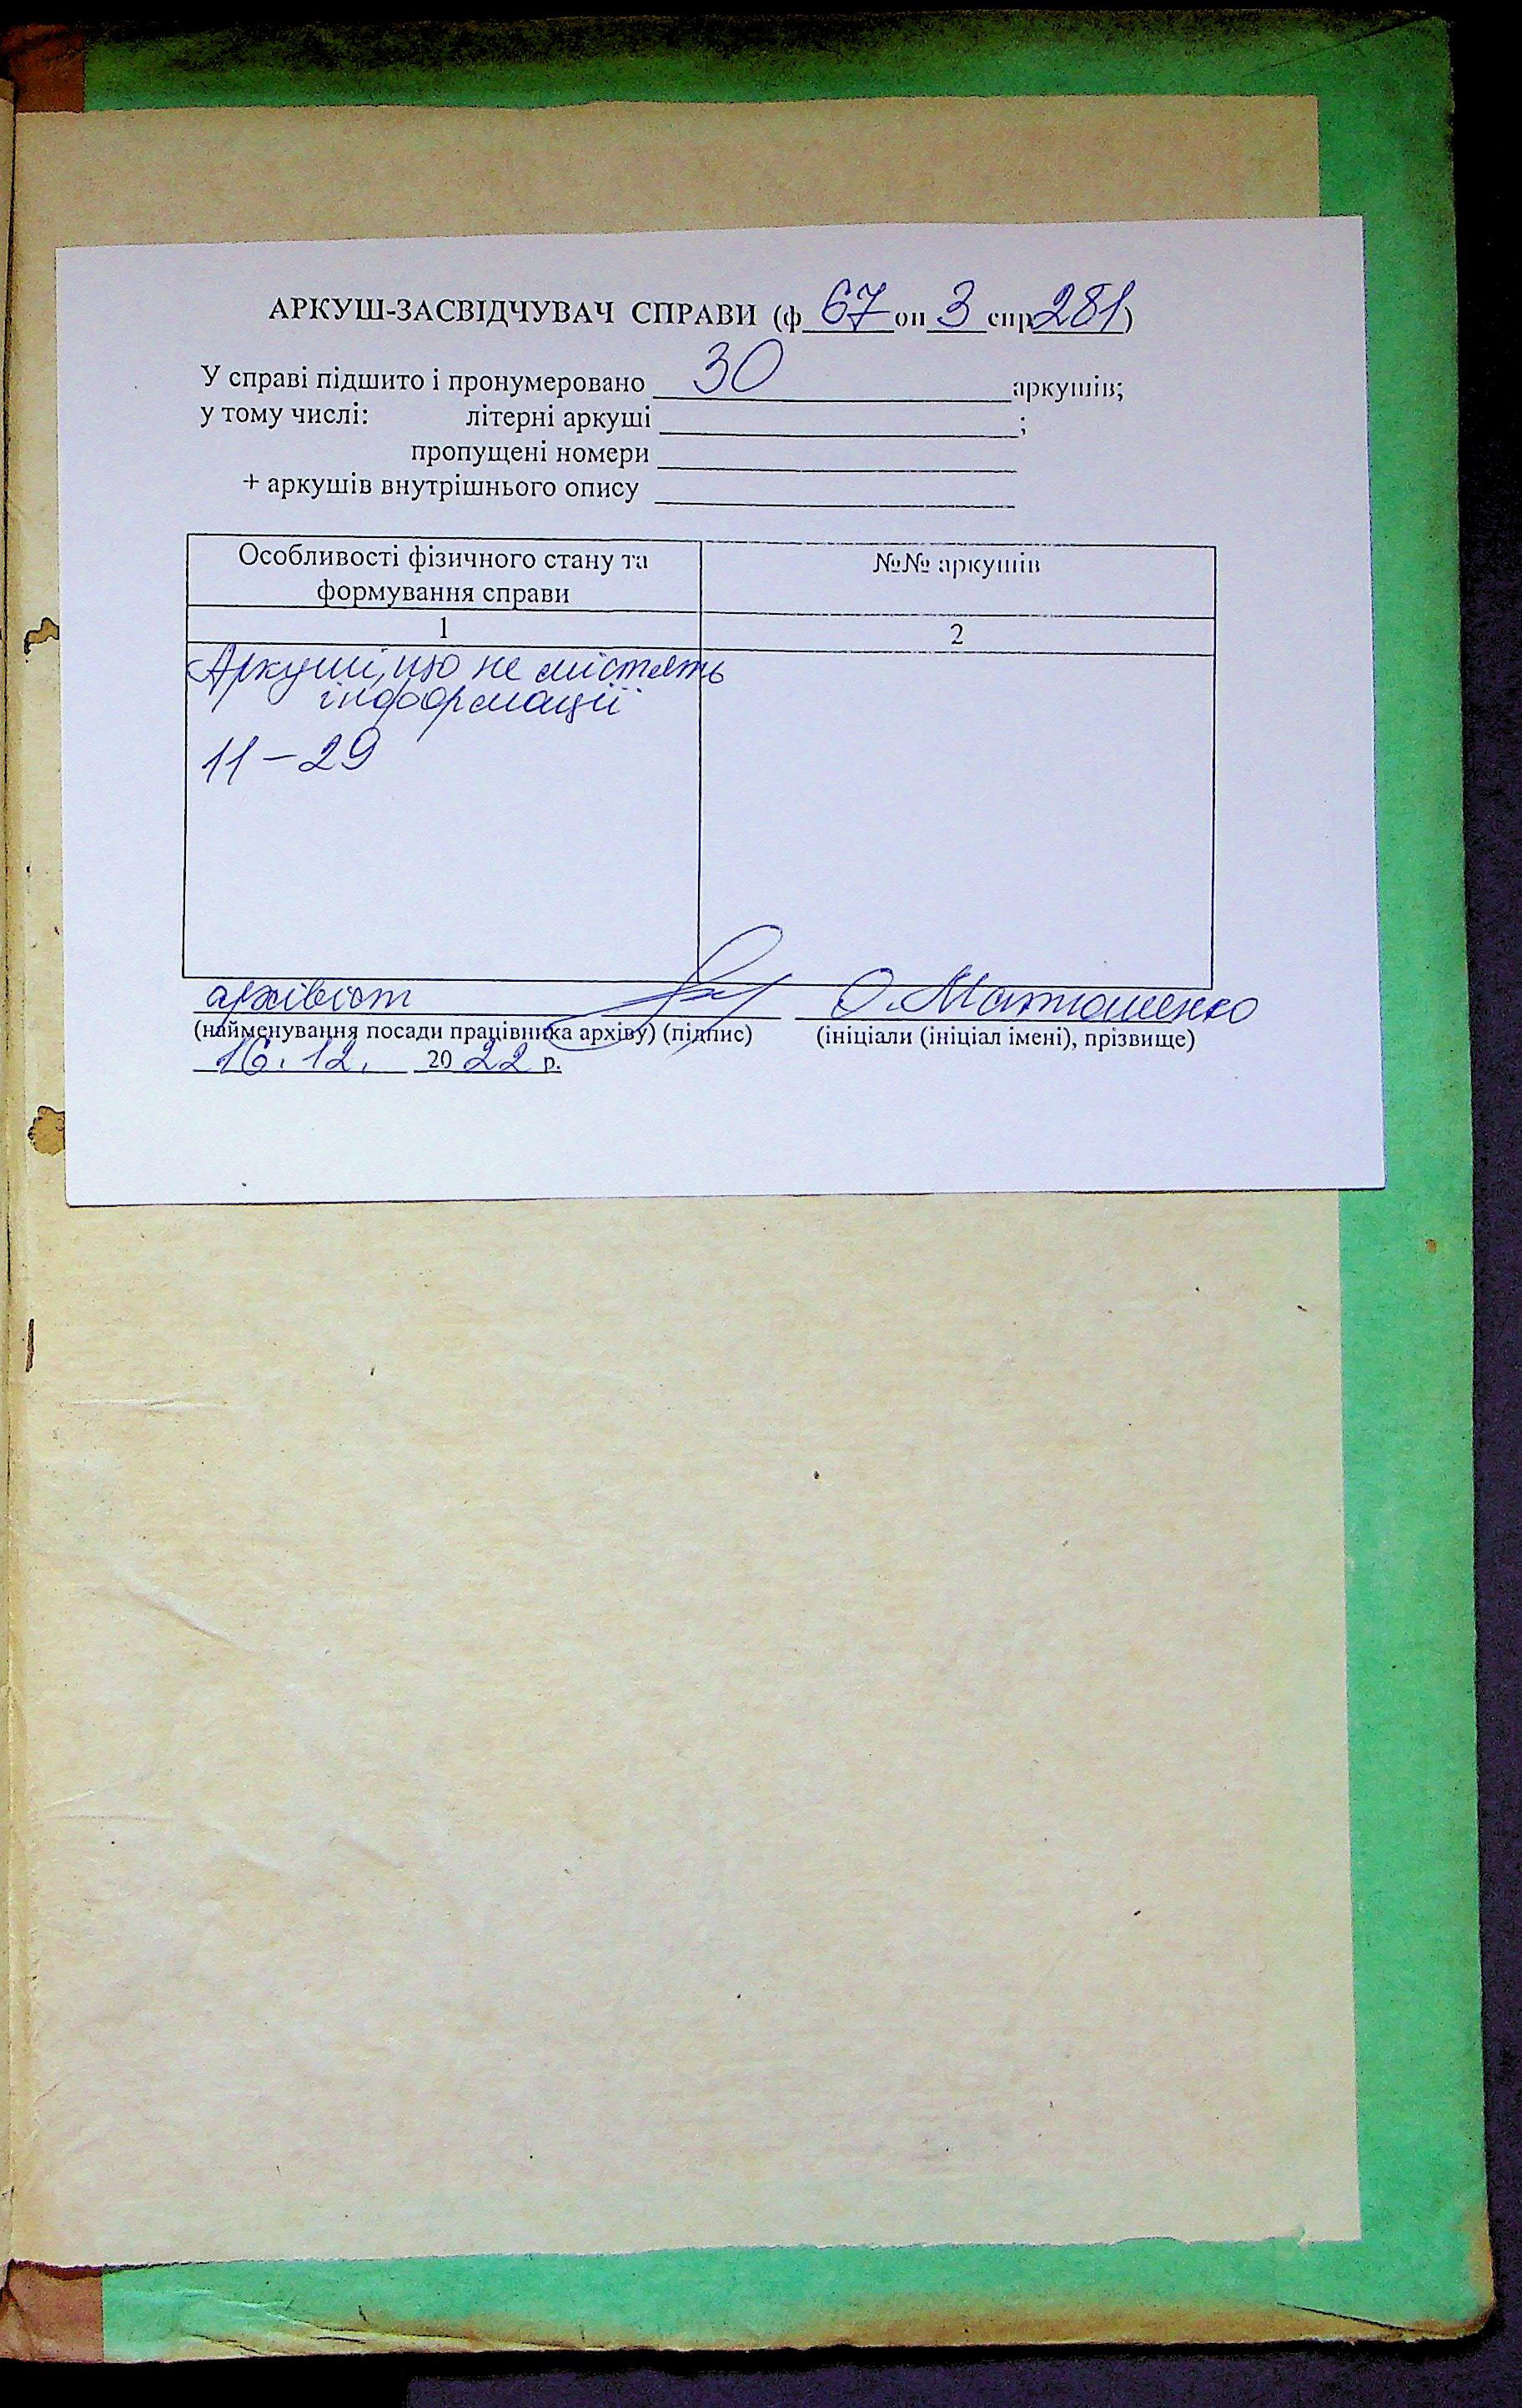 АРКУШ-ЗАСВІДЧУВАЧ СПРАВИ (ф 67 оп 3 спр 281)
У справі підшито і пронумеровано 30 аркушів;
у тому числі: літерні аркуші ;
пропущені номери
+ аркушів внутрішнього опису
Особливості фізичного стану та №№ аркушів
формування справи
1 2
Аркуші, що не містять
інформації
11-29
архівіст О. Матюшенко
(найменування посади працівника архіву) (підпис) (ініціали (ініціал імені), прізвище)
16.12. 2022 р.